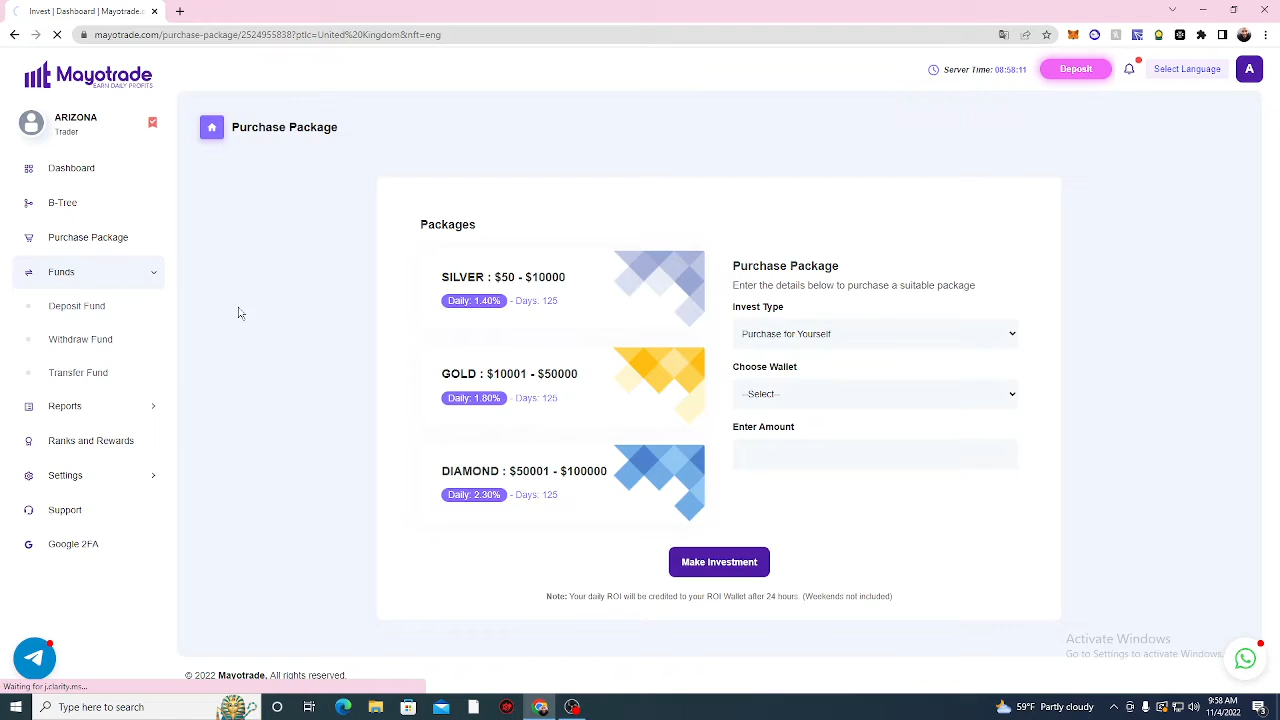 Invest | Dashboard | Mayotrade.c
mayotrade.com/purchase-package/2524955838?ptlc=United%20Kingdom&nft=eng
Mayotrade
EARN DAILY PROFITS
Server Time: 08:58:11
Deposit
Select Language
A
ARIZONA
Trader
Dashboard
B-Tree
Purchase Package
Funds
Deposit Fund
Withdraw Fund
Transfer Fund
Reports
Ranks and Rewards
Settings
Support
Google 2FA
Purchase Package
Packages
SILVER : $50 - $10000
Daily: 1.40% - Days: 125
GOLD : $10001 - $50000
Daily: 1.80% - Days: 125
DIAMOND : $50001 - $100000
Daily: 2.30% - Days: 125
Purchase Package
Enter the details below to purchase a suitable package
Invest Type
Purchase for Yourself
Choose Wallet
--Select--
Enter Amount
Make Investment
Note: Your daily ROI will be credited to your ROI Wallet after 24 hours. (Weekends not included)
Activate Windows
Go to Settings to activate Windows.
© 2022 Mayotrade. All rights reserved.
Waiting for j.clarity.ms...
Type here to search
59°F Partly cloudy
9:58 AM
11/4/2022